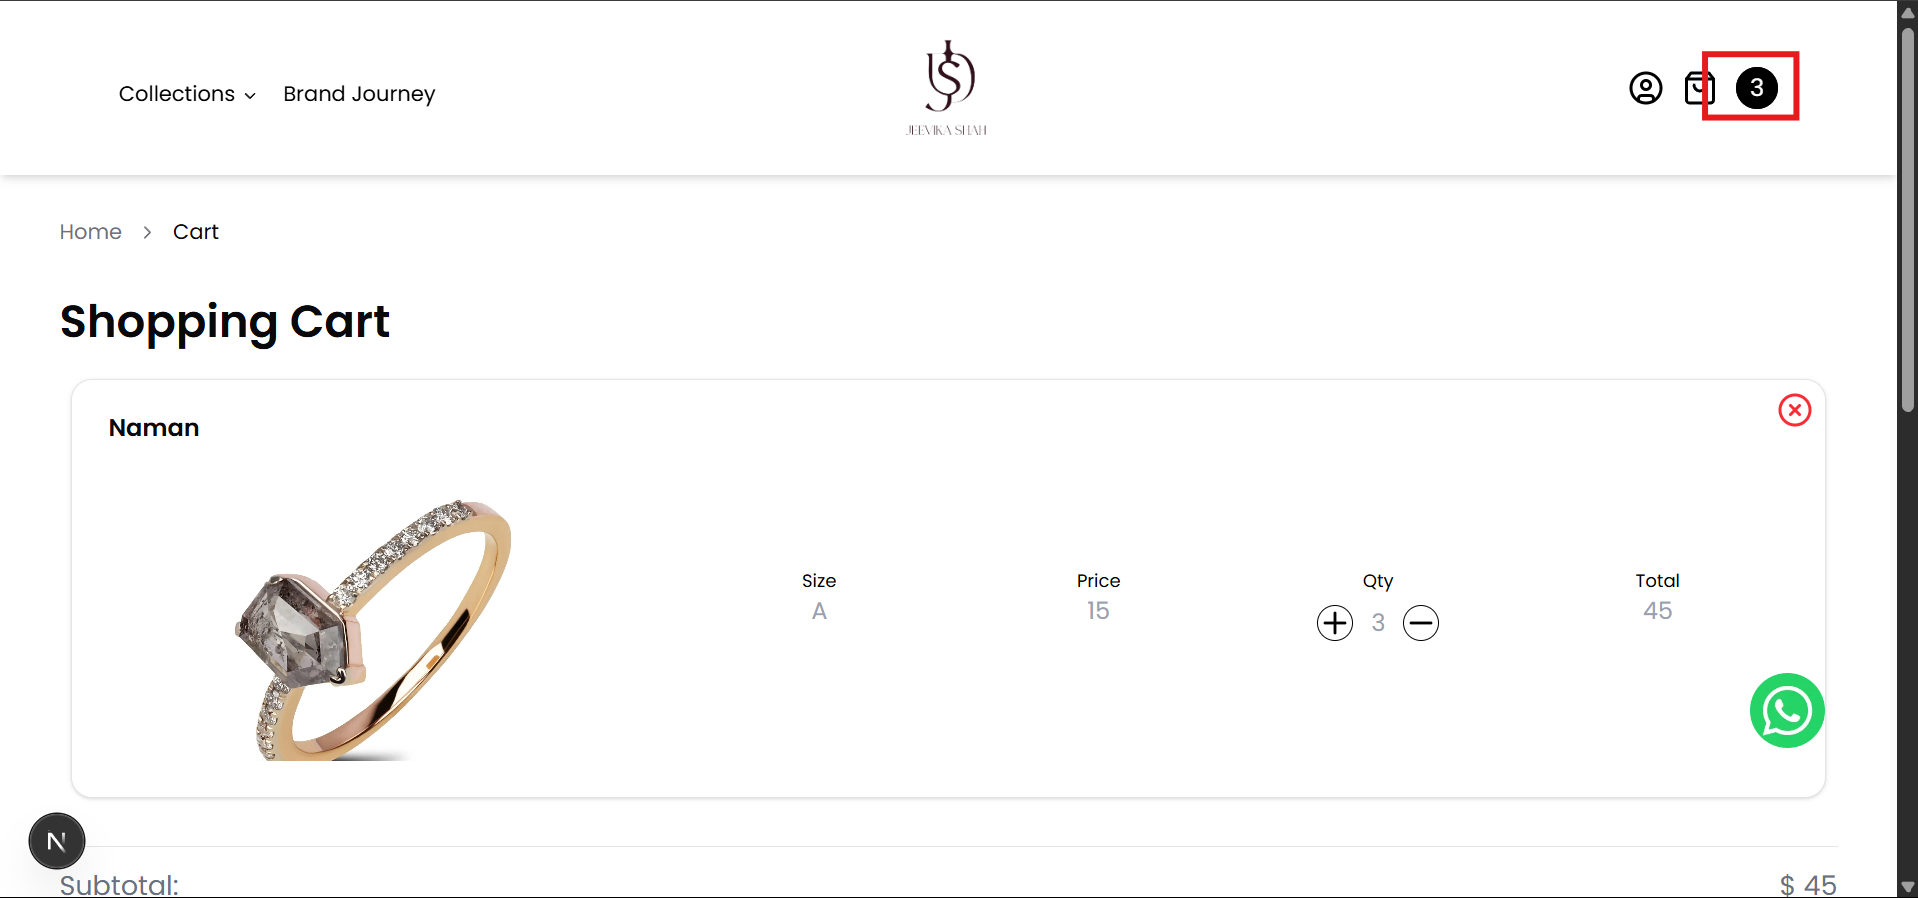 Collections
Brand Journey
JEEVIKA SHAH
3
Home > Cart
Shopping Cart
Naman
Size
A
Price
15
Qty
3
Total
45
N
Subtotal:
$ 45